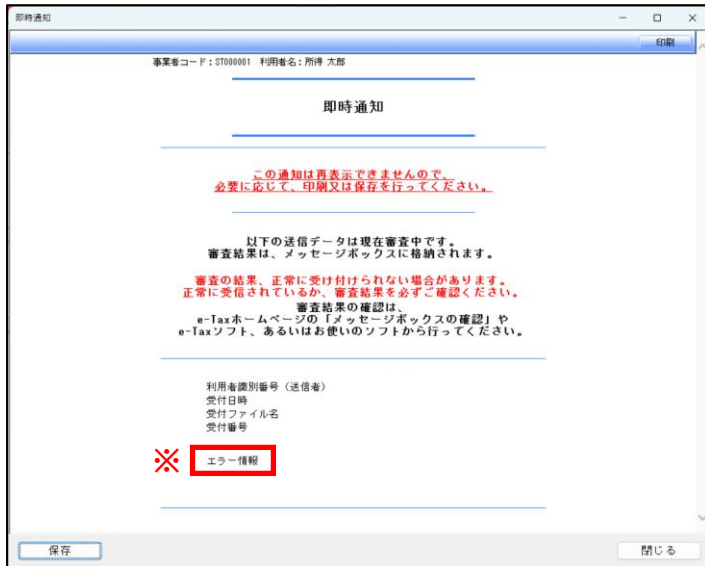 即時通知
印刷
事業者コード：ST000001 利用者名：所得 太郎
即時通知
この通知は再表示できませんので、
必要に応じて、印刷又は保存を行ってください。
以下の送信データは現在審査中です。
審査結果は、メッセージボックスに格納されます。
審査の結果、正常に受け付けられない場合があります。
正常に受信されているか、審査結果を必ずご確認ください。
審査結果の確認は、
e-Taxホームページの「メッセージボックスの確認」や
e-Taxソフト、あるいはお使いのソフトから行ってください。
利用者識別番号（送信者）
受付日時
受付ファイル名
受付番号
※ エラー情報
保存 閉じる